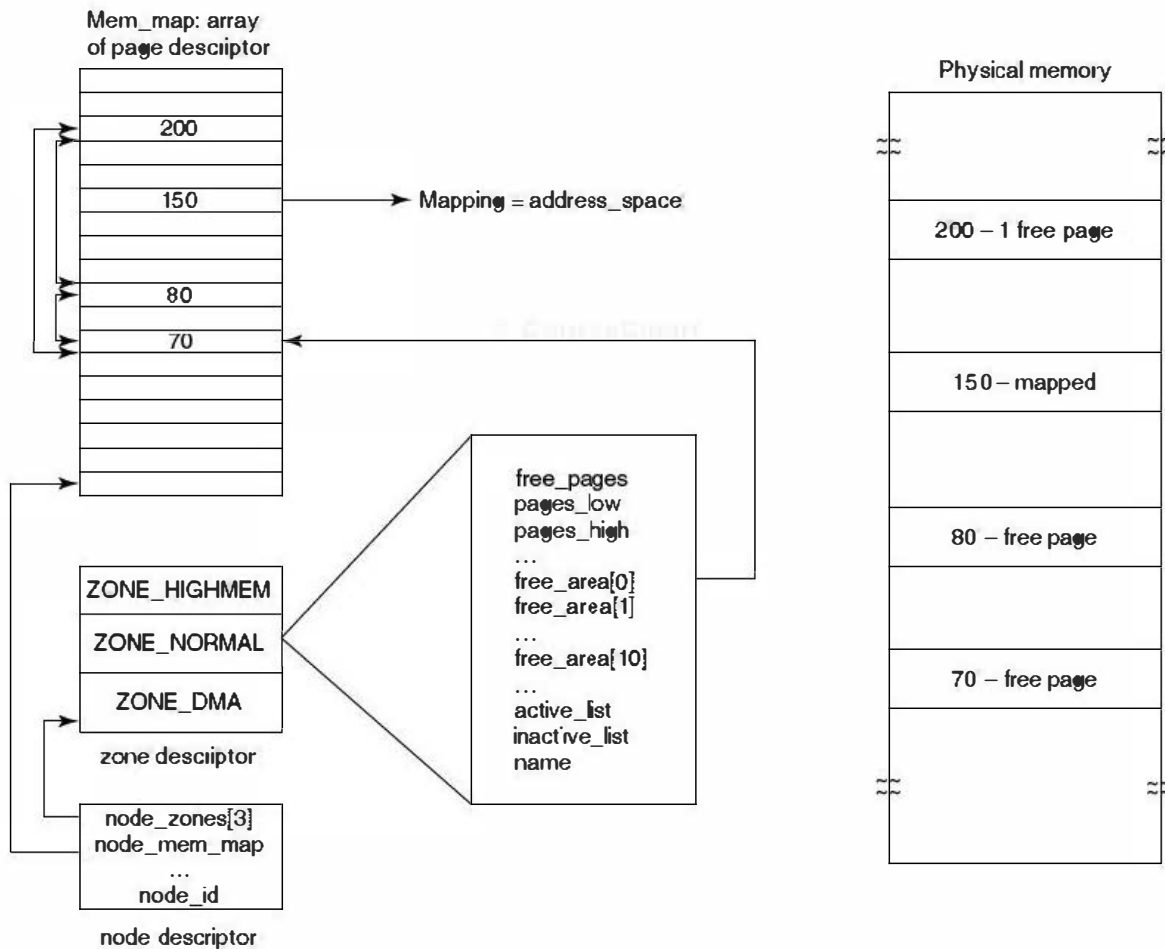 Mem_map: array
of page descriptor
200
150
80
70
Mapping = address_space
free_pages
pages_low
pages_high
...
free_area[0]
free_area[1]
...
free_area[10]
...
active_list
inactive_list
name
ZONE_HIGHMEM
ZONE_NORMAL
ZONE_DMA
zone descriptor
node_zones[3]
node_mem_map
...
node_id
node descriptor
Physical memory
200 – 1 free page
150 – mapped
80 – free page
70 – free page